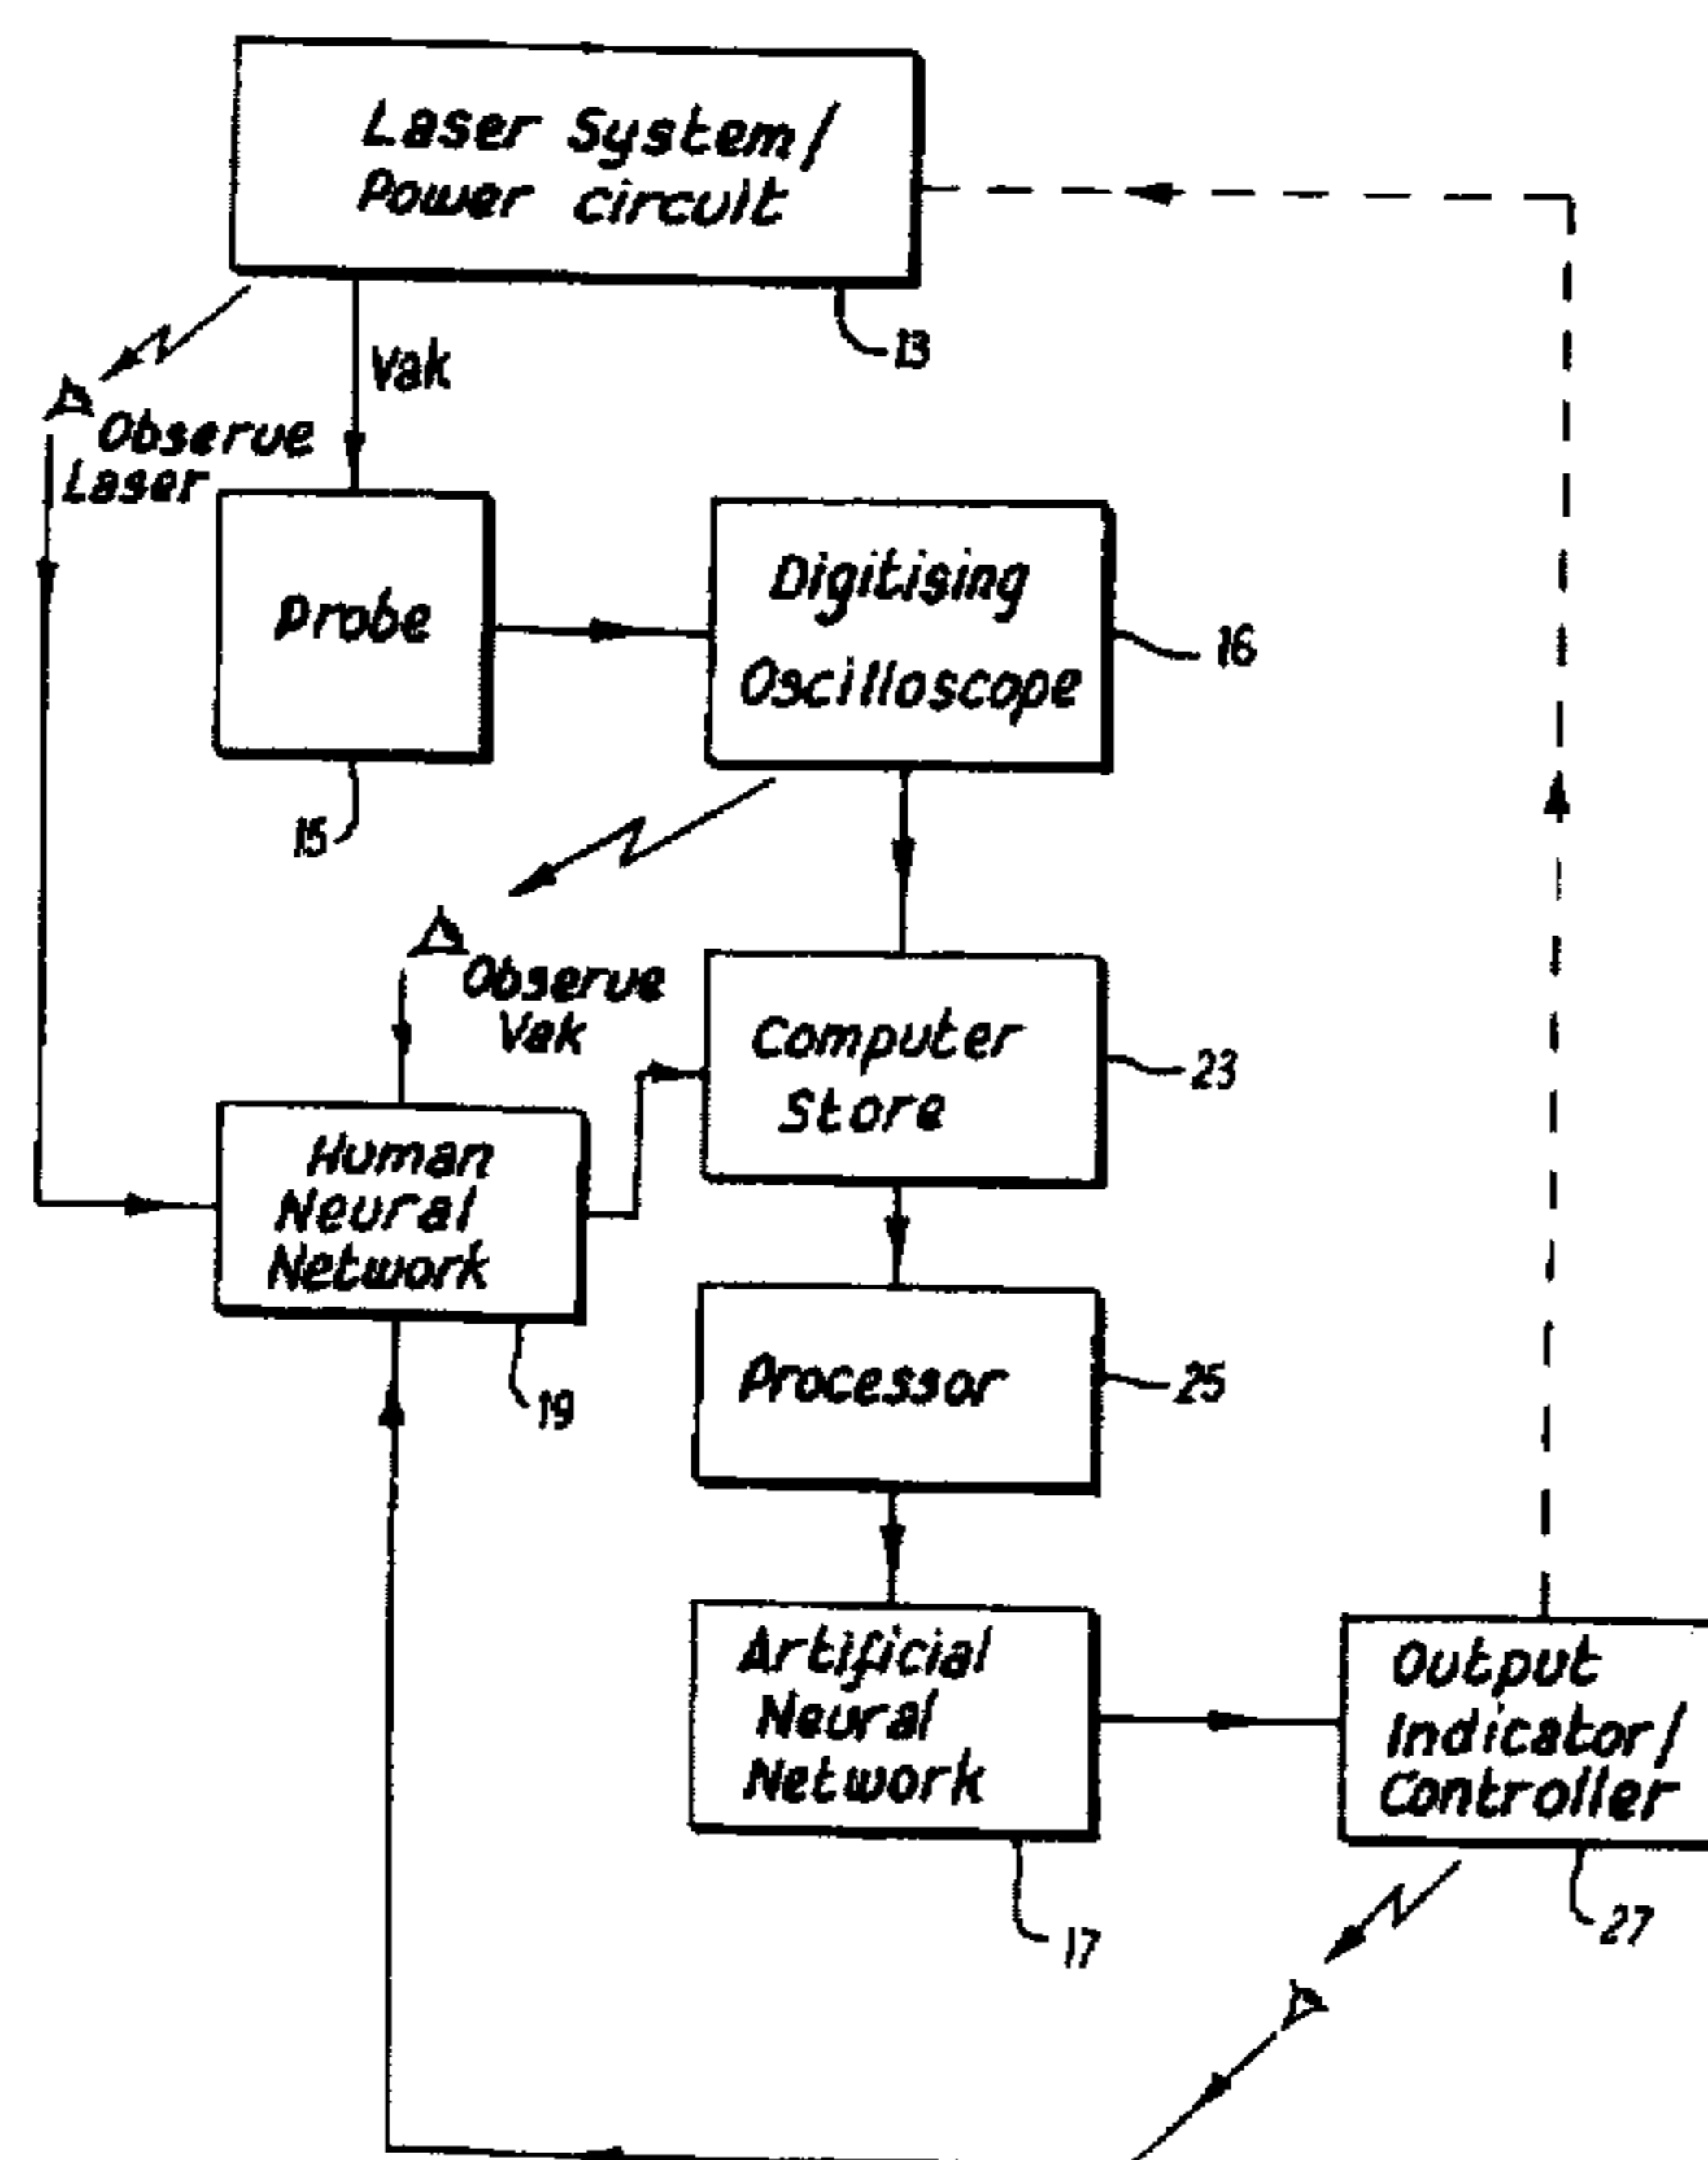 Laser System/
Power circuit
13
Vak
Observe
Laser
Probe
15
Digitising
Oscilloscope
16
Observe
Vak
Computer
Store
23
Human
Neural
Network
19
Processor
25
Artificial
Neural
Network
17
Output
Indicator/
Controller
27